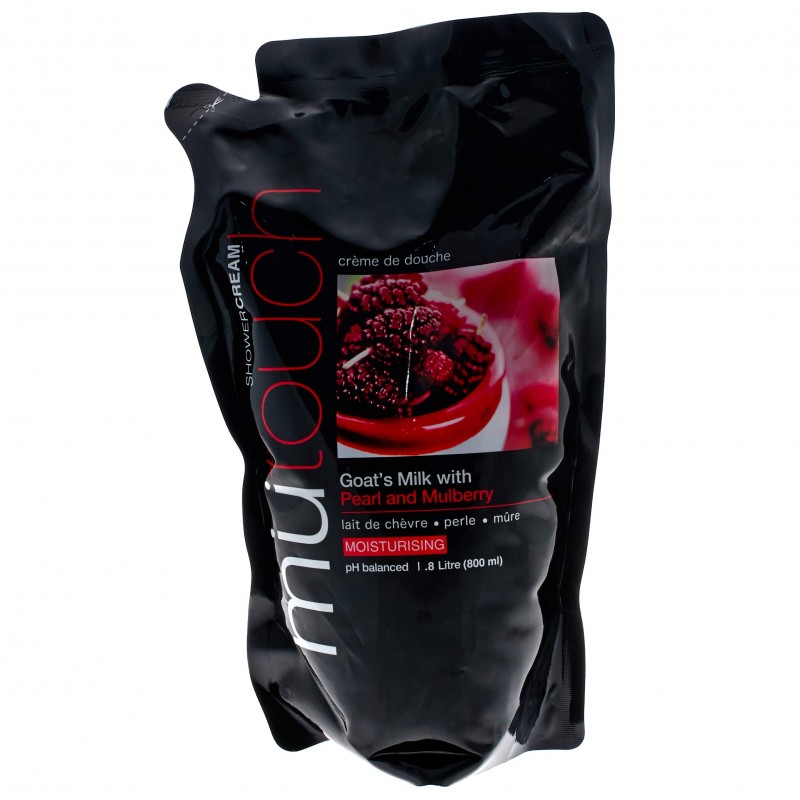 SHOWERCREAM
mütouch
crème de douche
Goat's Milk with
Pearl and Mulberry
lait de chèvre • perle • mûre
MOISTURISING
pH balanced | .8 Litre (800 ml)